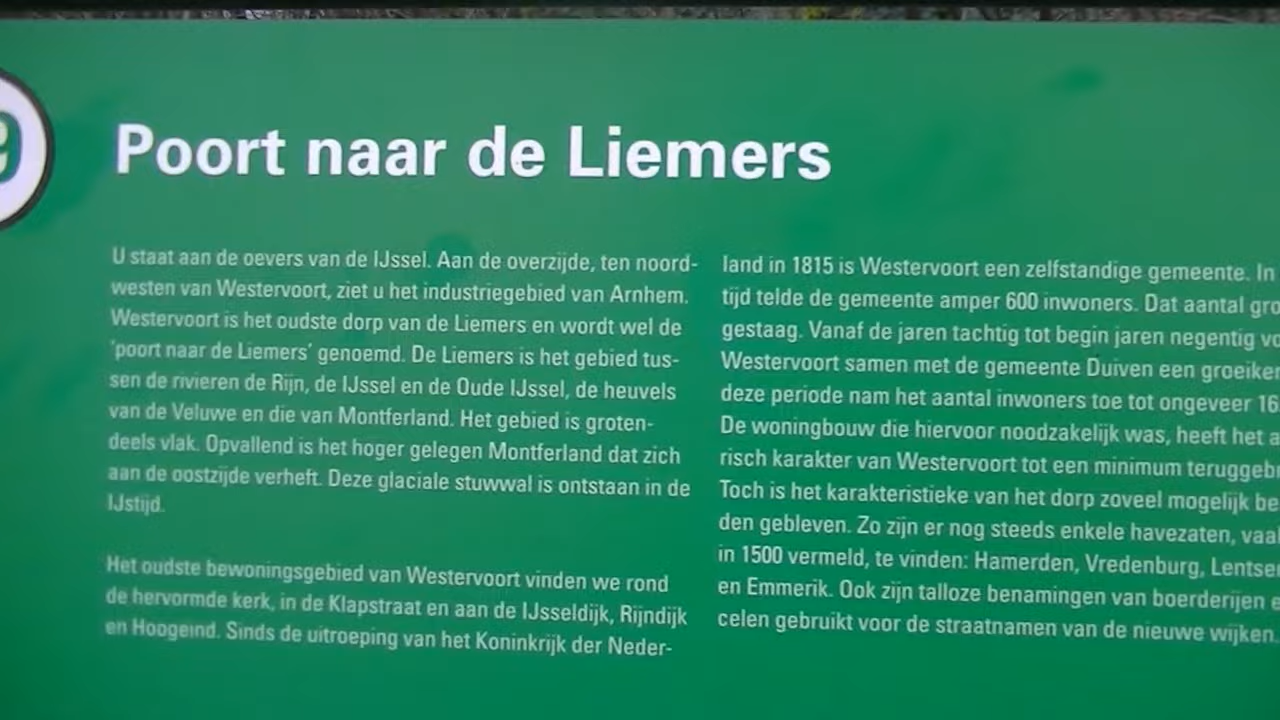 Poort naar de Liemers
U staat aan de oevers van de IJssel. Aan de overzijde, ten noord-
westen van Westervoort, ziet u het industriegebied van Arnhem.
Westervoort is het oudste dorp van de Liemers en wordt wel de
'poort naar de Liemers' genoemd. De Liemers is het gebied tus-
sen de rivieren de Rijn, de IJssel en de Oude IJssel, de heuvels
van de Veluwe en die van Montferland. Het gebied is groten-
deels vlak. Opvallend is het hoger gelegen Montferland dat zich
aan de oostzijde verheft. Deze glaciale stuwwal is ontstaan in de
IJstijd.
Het oudste bewoningsgebied van Westervoort vinden we rond
de hervormde kerk, in de Klapstraat en aan de IJsseldijk, Rijndijk
en Hoogeind. Sinds de uitroeping van het Koninkrijk der Neder-
land in 1815 is Westervoort een zelfstandige gemeente. In
tijd telde de gemeente amper 600 inwoners. Dat aantal
gestaag. Vanaf de jaren tachtig tot begin jaren negentig
Westervoort samen met de gemeente Duiven een
deze periode nam het aantal inwoners toe tot ongeveer
De woningbouw die hiervoor noodzakelijk was, heeft het
risch karakter van Westervoort tot een minimum
Toch is het karakteristieke van het dorp zoveel mogelijk
den gebleven. Zo zijn er nog steeds enkele havezaten,
in 1500 vermeld, te vinden: Hamerden, Vredenburg,
en Emmerik. Ook zijn talloze benamingen van boerderijen
celen gebruikt voor de straatnamen van de nieuwe wijken.